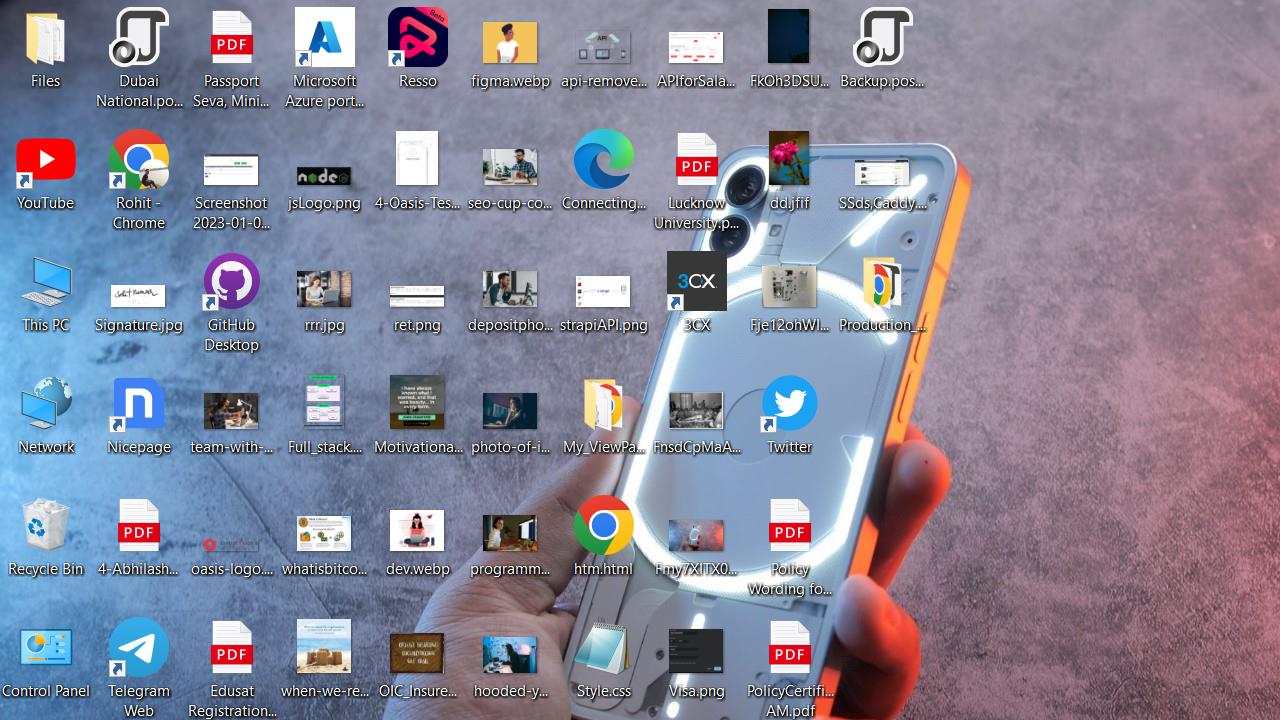 Files
Dubai
National.po...
Passport
Seva, Mini...
Microsoft
Azure port...
Beta
Resso
figma.webp
API
api-remove...
APIforSala...
FkOh3DSU...
Backup.pos...
YouTube
Rohit -
Chrome
Screenshot
2023-01-0...
node
jsLogo.png
4-Oasis-Tes...
seo-cup-co...
Connecting...
PDF
Lucknow
University.p...
dd.jfif
SSds,Caddy....
This PC
Signature.jpg
GitHub
Desktop
rrr.jpg
ret.png
depositpho...
strapiAPI.png
3CX
3CX
Fje12ohWI...
Production_...
Network
Nicepage
team-with-...
Full_stack....
Motivationa...
photo-of-i...
My_ViewPa...
FnsdCpMaA...
Twitter
Recycle Bin
PDF
4-Abhilash...
oasis-logo....
whatisbitco...
dev.webp
programm...
htm.html
Fmy7XITX0...
PDF
Policy
Wording fo...
Control Panel
Telegram
Web
PDF
Edusat
Registration...
when-we-re...
OIC_Insure...
hooded-y...
Style.css
Visa.png
PDF
PolicyCertifi...
AM.pdf